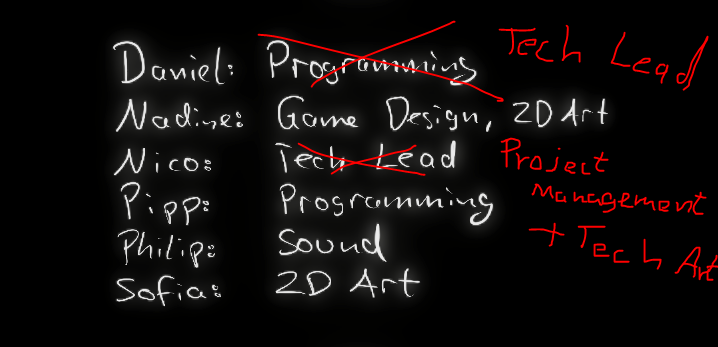 Daniel: Programming Tech Lead
Nadine: Game Design, 2D Art
Nico: Tech Lead Project
Management
+ Tech Art
Pipp: Programming
Philip: Sound
Sofia: 2D Art